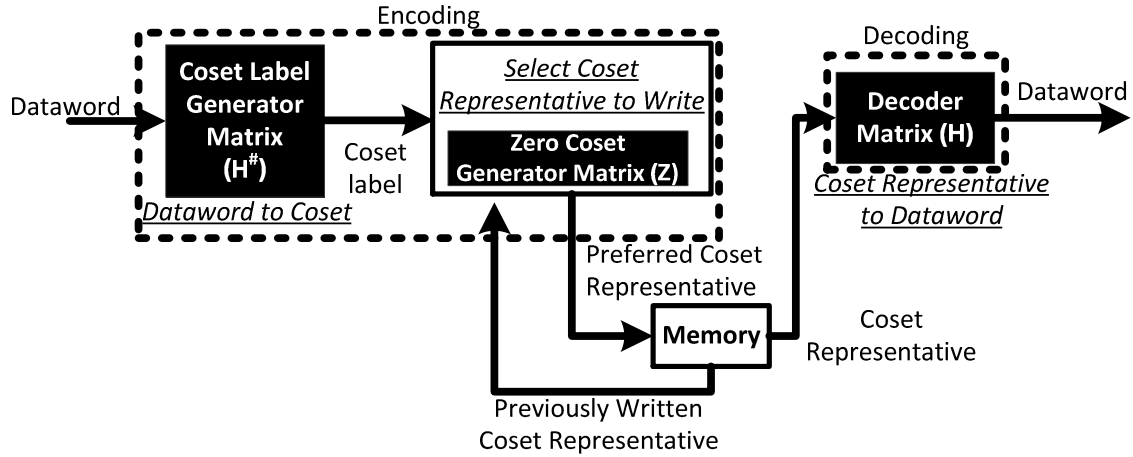 Encoding
Dataword
Coset Label
Generator
Matrix
(H#)
Dataword to Coset
Coset
label
Select Coset
Representative to Write
Zero Coset
Generator Matrix (Z)
Decoding
Decoder
Matrix (H)
Dataword
Coset Representative
to Dataword
Preferred Coset
Representative
Memory
Coset
Representative
Previously Written
Coset Representative